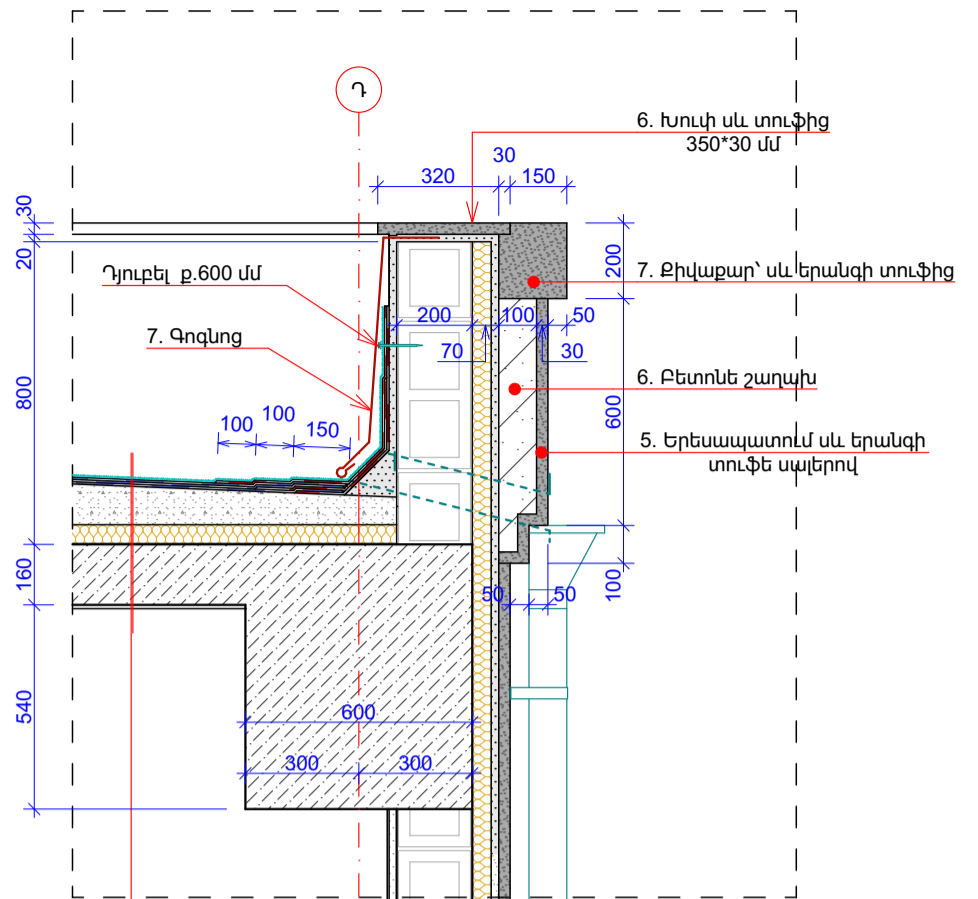 Դ
6. Խուփ սև տուֆից
350*30 մմ
30
320
150
30
20
200
Դյուբել ք.600 մմ
7. Քիվաքար՝ սև երանգի տուֆից
7. Գոգնոց
200
100
50
70
30
800
6. Բետոնե շաղախ
600
100
100
150
5. Երեսապատում սև երանգի
տուֆե սալերով
160
50
50
100
540
600
300
300